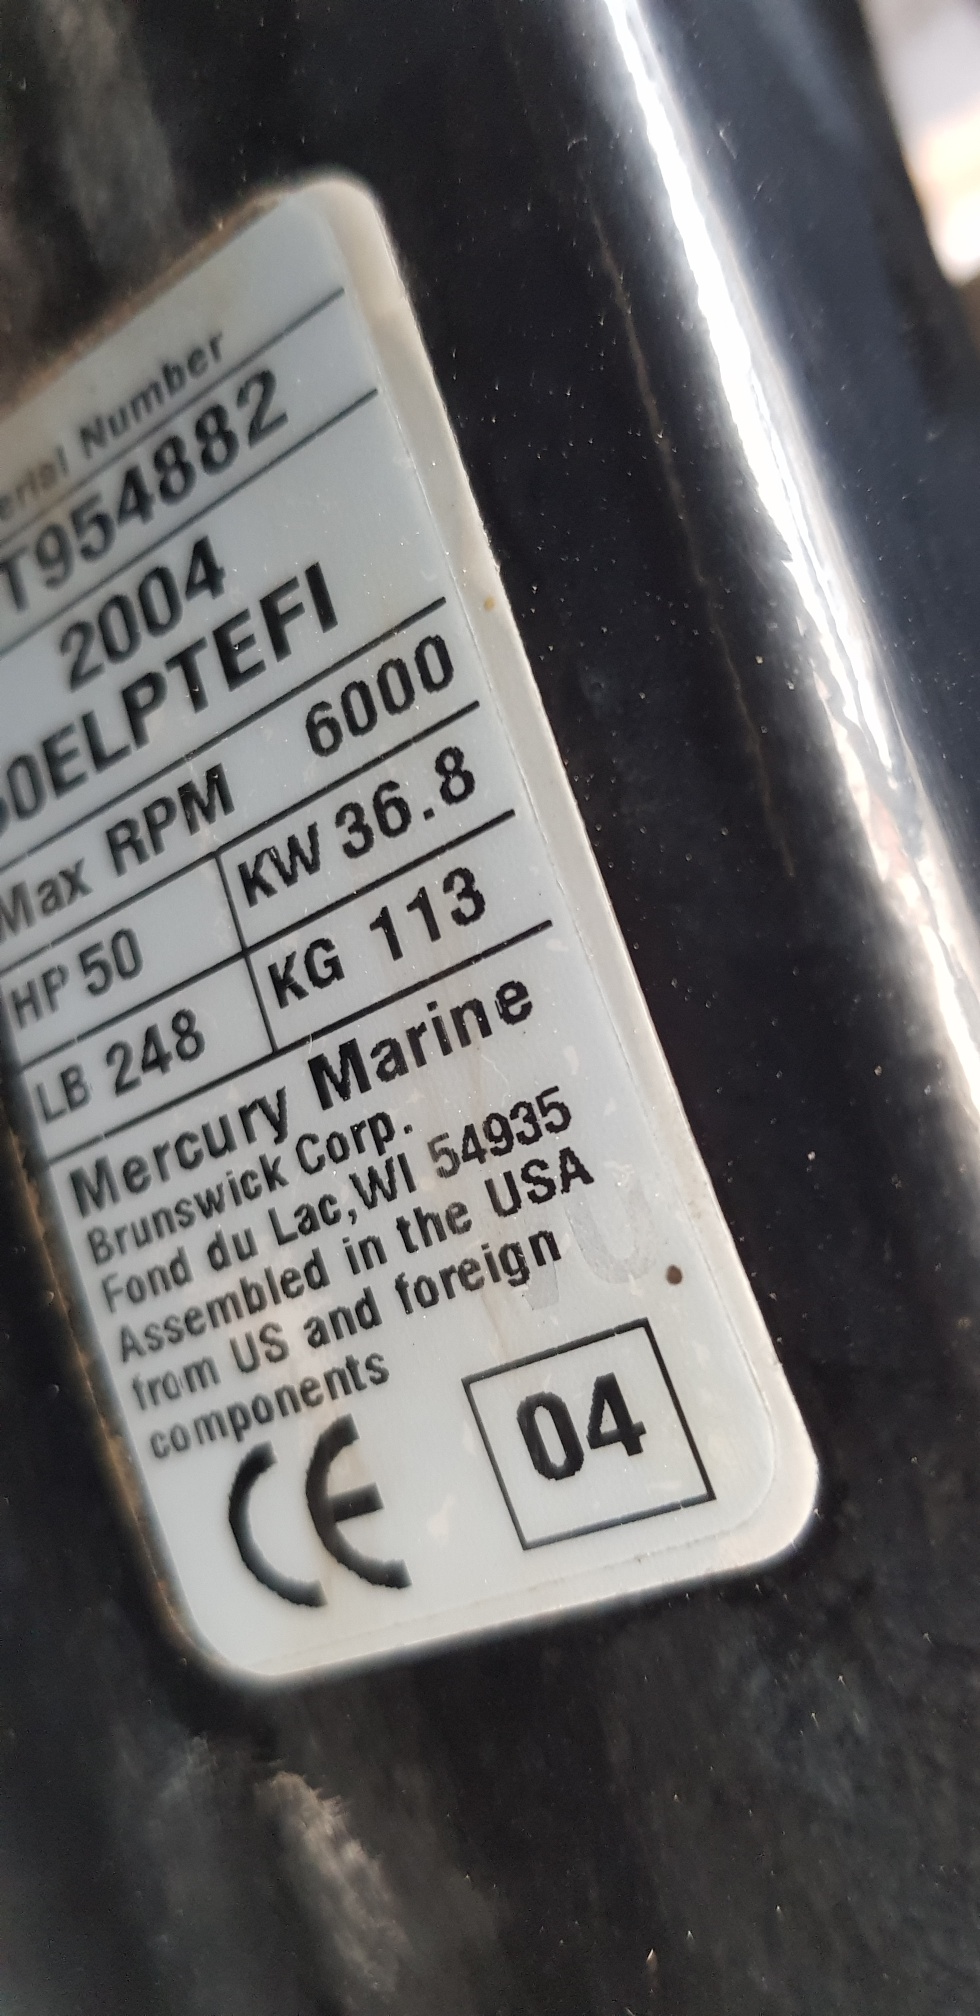 erial Number
T954882
2004
50ELPTEFI
Max RPM 6000
HP 50 KW 36.8
LB 248 KG 113
Mercury Marine
Brunswick Corp.
Fond du Lac, WI 54935
Assembled in the USA
from US and foreign
components
CE 04